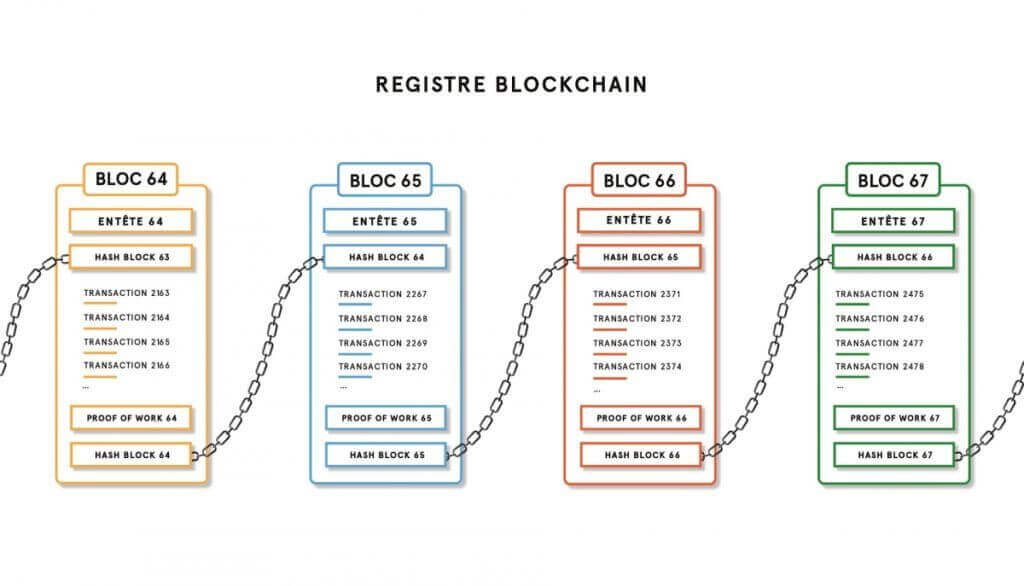 REGISTRE BLOCKCHAIN
BLOC 64
ENTÊTE 64
HASH BLOCK 63
TRANSACTION 2163
TRANSACTION 2164
TRANSACTION 2165
TRANSACTION 2166
...
PROOF OF WORK 64
HASH BLOCK 64
BLOC 65
ENTÊTE 65
HASH BLOCK 64
TRANSACTION 2267
TRANSACTION 2268
TRANSACTION 2269
TRANSACTION 2270
...
PROOF OF WORK 65
HASH BLOCK 65
BLOC 66
ENTÊTE 66
HASH BLOCK 65
TRANSACTION 2371
TRANSACTION 2372
TRANSACTION 2373
TRANSACTION 2374
...
PROOF OF WORK 66
HASH BLOCK 66
BLOC 67
ENTÊTE 67
HASH BLOCK 66
TRANSACTION 2475
TRANSACTION 2476
TRANSACTION 2477
TRANSACTION 2478
...
PROOF OF WORK 67
HASH BLOCK 67